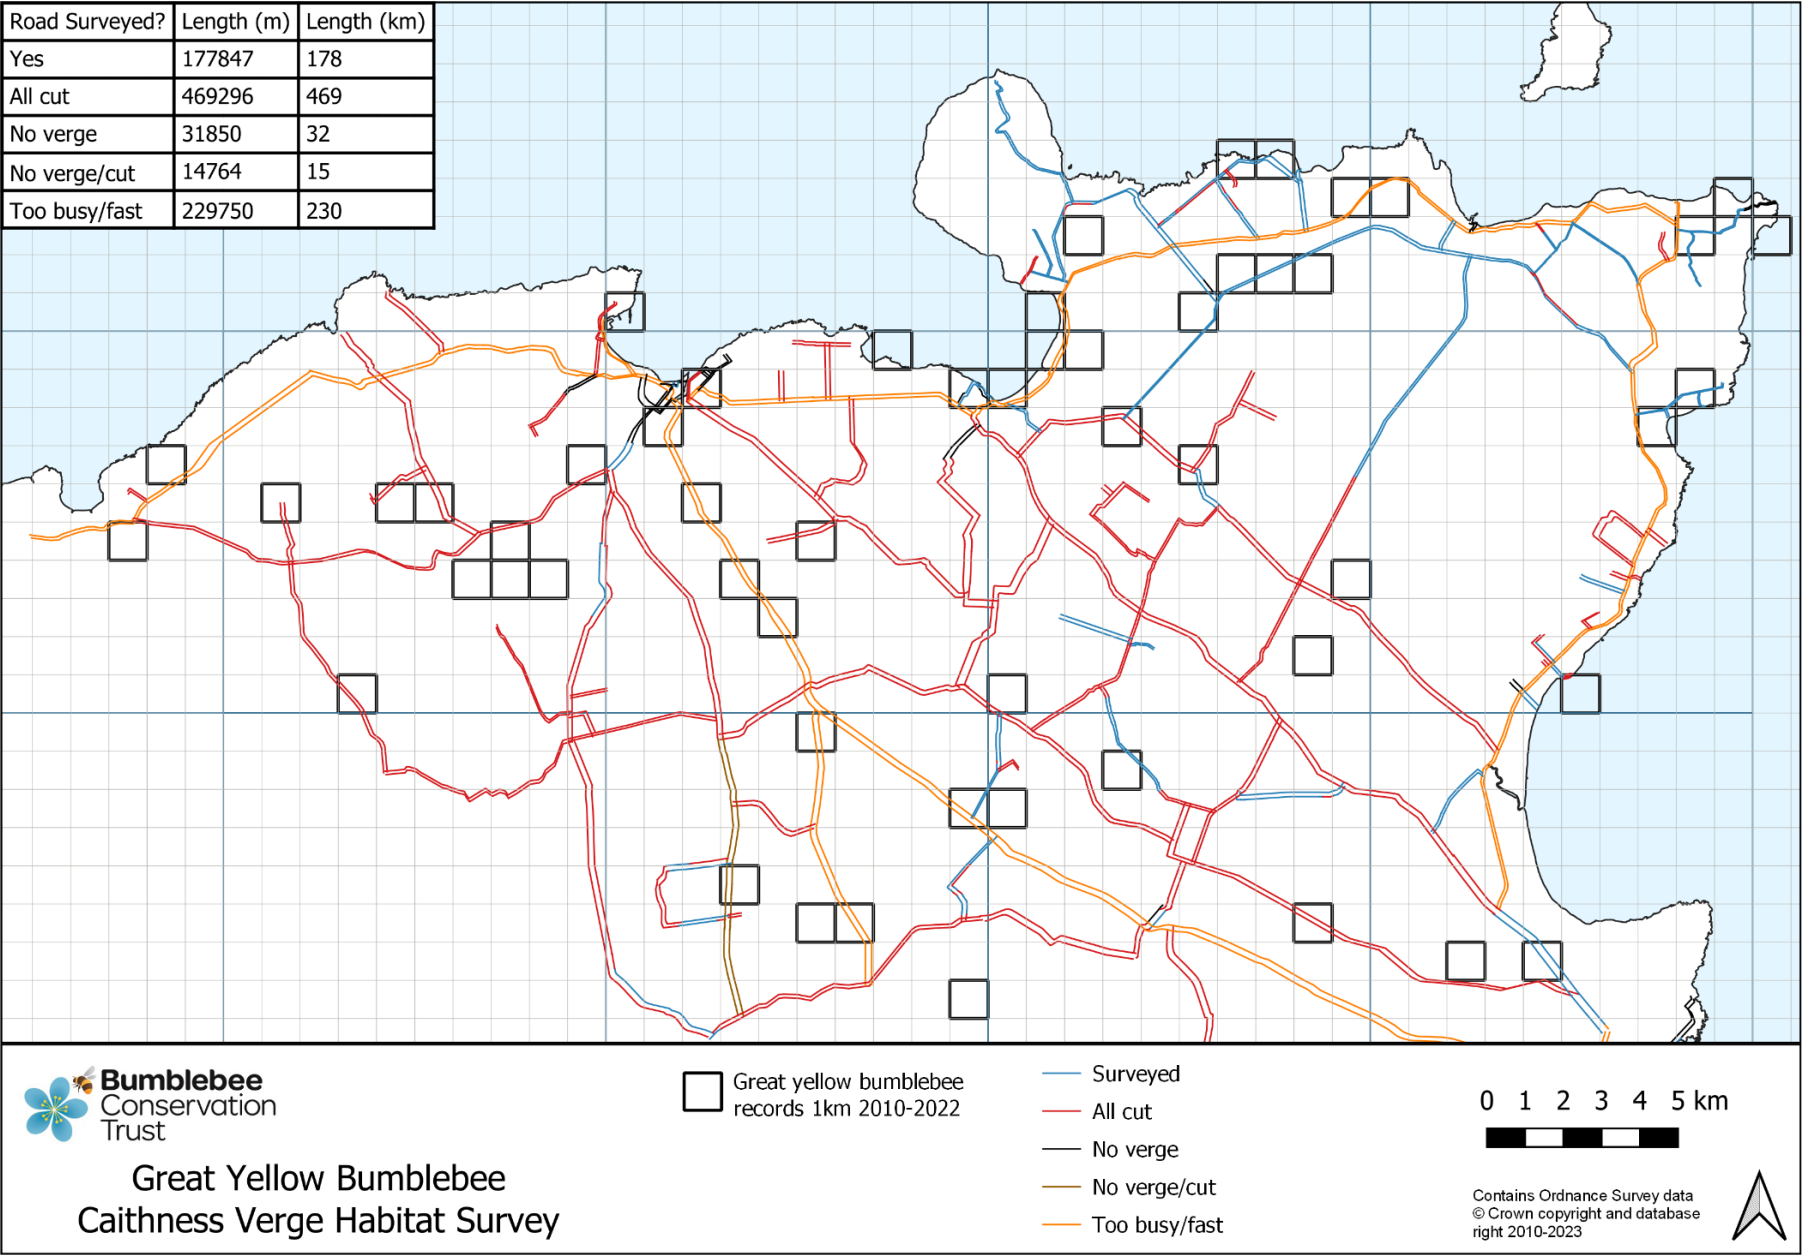 Road Surveyed? Length (m) Length (km)
Yes 177847 178
All cut 469296 469
No verge 31850 32
No verge/cut 14764 15
Too busy/fast 229750 230
Bumblebee
Conservation
Trust
Great Yellow Bumblebee
Caithness Verge Habitat Survey
Great yellow bumblebee
records 1km 2010-2022
Surveyed
All cut
No verge
No verge/cut
Too busy/fast
0 1 2 3 4 5 km
Contains Ordnance Survey data
© Crown copyright and database
right 2010-2023